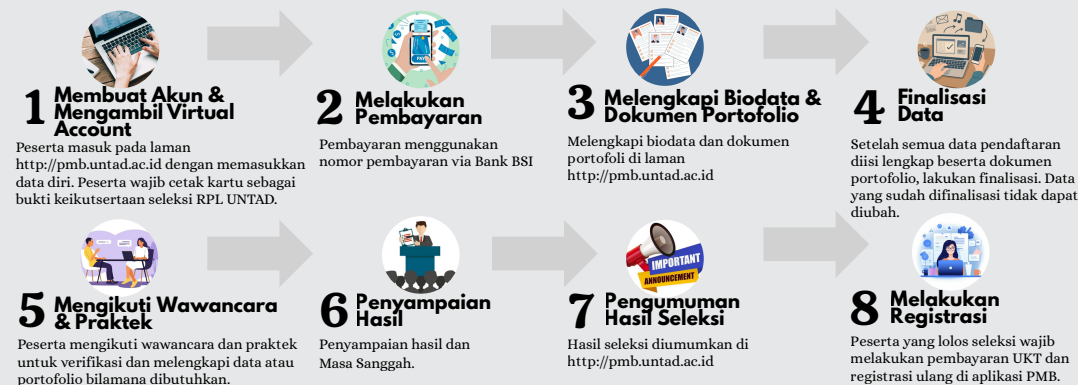 1 Membuat Akun &
Mengambil Virtual
Account
Peserta masuk pada laman
http://pmb.untad.ac.id dengan memasukkan
data diri. Peserta wajib cetak kartu sebagai
bukti keikutsertaan seleksi RPL UNTAD.
PAY
2 Melakukan
Pembayaran
Pembayaran menggunakan
nomor pembayaran via Bank BSI
3 Melengkapi Biodata &
Dokumen Portofolio
Melengkapi biodata dan dokumen
portofoli di laman
http://pmb.untad.ac.id
4 Finalisasi
Data
Setelah semua data pendaftaran
diisi lengkap beserta dokumen
portofolio, lakukan finalisasi. Data
yang sudah difinalisasi tidak dapat
diubah.
5 Mengikuti Wawancara
& Praktek
Peserta mengikuti wawancara dan praktek
untuk verifikasi dan melengkapi data atau
portofolio bilamana dibutuhkan.
6 Penyampaian
Hasil
Penyampaian hasil dan
Masa Sanggah.
IMPORTANT
ANNOUNCEMENT
7 Pengumuman
Hasil Seleksi
Hasil seleksi diumumkan di
http://pmb.untad.ac.id
8 Melakukan
Registrasi
Peserta yang lolos seleksi wajib
melakukan pembayaran UKT dan
registrasi ulang di aplikasi PMB.